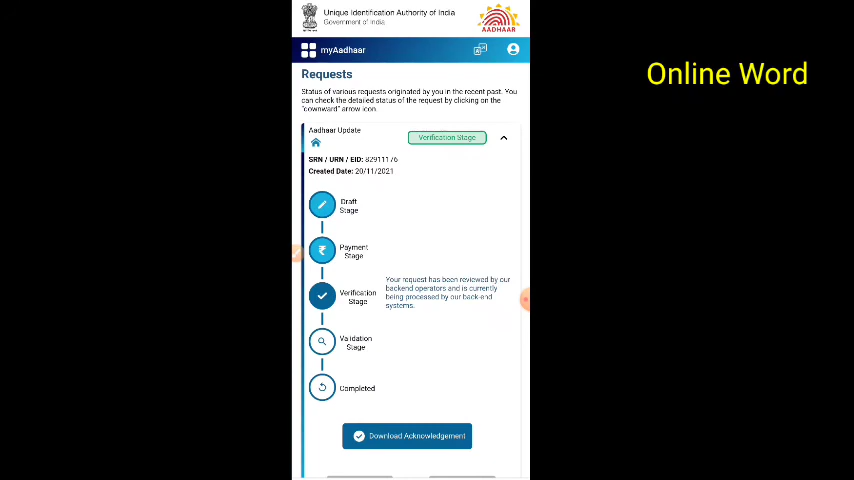 Unique Identification Authority of India
Government of India
AADHAAR
myAadhaar
Online Word
Requests
Status of various requests originated by you in the recent past. You
can check the detailed status of the request by clicking on the
"downward" arrow icon.
Aadhaar Update
Verification Stage
SRN / URN / EID: 82911176
Created Date: 20/11/2021
Draft
Stage
₹
Payment
Stage
Verification
Stage
Your request has been reviewed by our
backend operators and is currently
being processed by our back-end
systems.
Validation
Stage
Completed
Download Acknowledgement